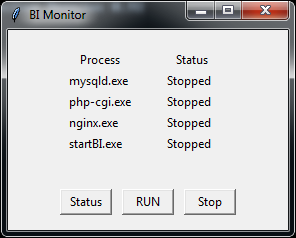 BI Monitor
Process Status
mysqld.exe Stopped
php-cgi.exe Stopped
nginx.exe Stopped
startBI.exe Stopped
Status RUN Stop